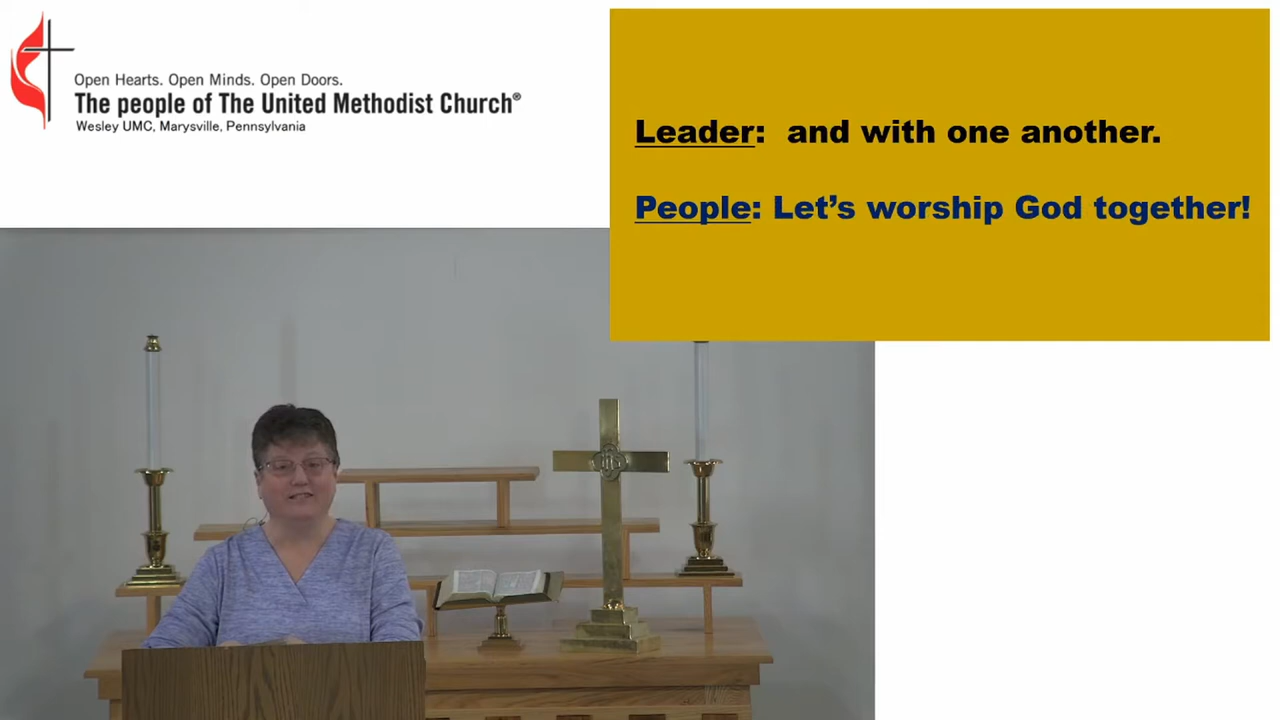 Open Hearts. Open Minds. Open Doors.
The people of The United Methodist Church®
Wesley UMC, Marysville, Pennsylvania
Leader: and with one another.
People: Let's worship God together!